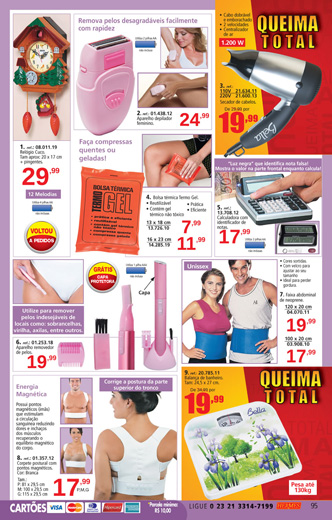 Remova pelos desagradáveis facilmente
com rapidez
• Cabo dobrável
e emborrachado
• 2 velocidades
• Centralizador
de ar
1.200 W
QUEIMA
TOTAL
1. ref.: 08.011.19
Relógio Cuco.
Tam aprox: 20 x 17 cm
+ pingentes.
29,99
12 Melodias
VOLTOU
A PEDIDOS
2. ref.: 01.438.12
Aparelho depilador
feminino.
24,99
3. ref.:
110V - 21.634.11
220V - 21.600.13
Secador de cabelos.
De 29,99 por
19,99
Faça compressas
quentes ou
geladas!
BOLSA TÉRMICA
TERMO
GEL
4. Bolsa térmica Termo Gel.
• Reutilizável
• Contém gel
térmico não tóxico
• Prática
• Eficiente
13 x 18 cm
13.726.10
7,99
16 x 23 cm
14.285.10
11,99
"Luz negra" que identifica nota falsa!
Mostra o valor na parte frontal enquanto calcula!
5. ref.:
13.708.12
Calculadora com
identificador de
notas.
17,99
GRÁTIS
CAPA
PROTETORA
Capa
Utilize para remover
pelos indesejáveis de
locais como: sobrancelhas,
virilha, axilas, entre outros.
6. ref.: 01.253.18
Aparelho removedor
de pelos.
19,99
Unissex
• Cores sortidas
• Com velcro para
ajustar ao seu
tamanho
• Ideal para perder
gordura
7. Faixa abdominal
de neoprene.
120 x 20 cm
04.070.11
19,99
100 x 20 cm
03.908.10
17,99
Energia
Magnética
Possui pontos
magnéticos (ímãs)
que estimulam
a circulação
sanguínea reduzindo
dores e inchaços
dos músculos
recuperando o
equilíbrio magnético
do corpo.
Corrige a postura da parte
superior do tronco
8. ref.: 01.357.12
Corpete postural com
pontos magnéticos.
Cor: Branca
Tam.:
P: 81 x 29,5 cm
M: 100 x 29,5 cm
G: 115 x 29,5 cm
17,99
P/M/G
9. ref.: 20.785.11
Balança de banheiro.
Tam: 24,5 x 27 cm.
19,99
QUEIMA
TOTAL
Bella
Pesa até
130kg
CARTÕES
*Parcela mínima:
R$ 10,00
LIGUE 0 23 21 3314-7199
95